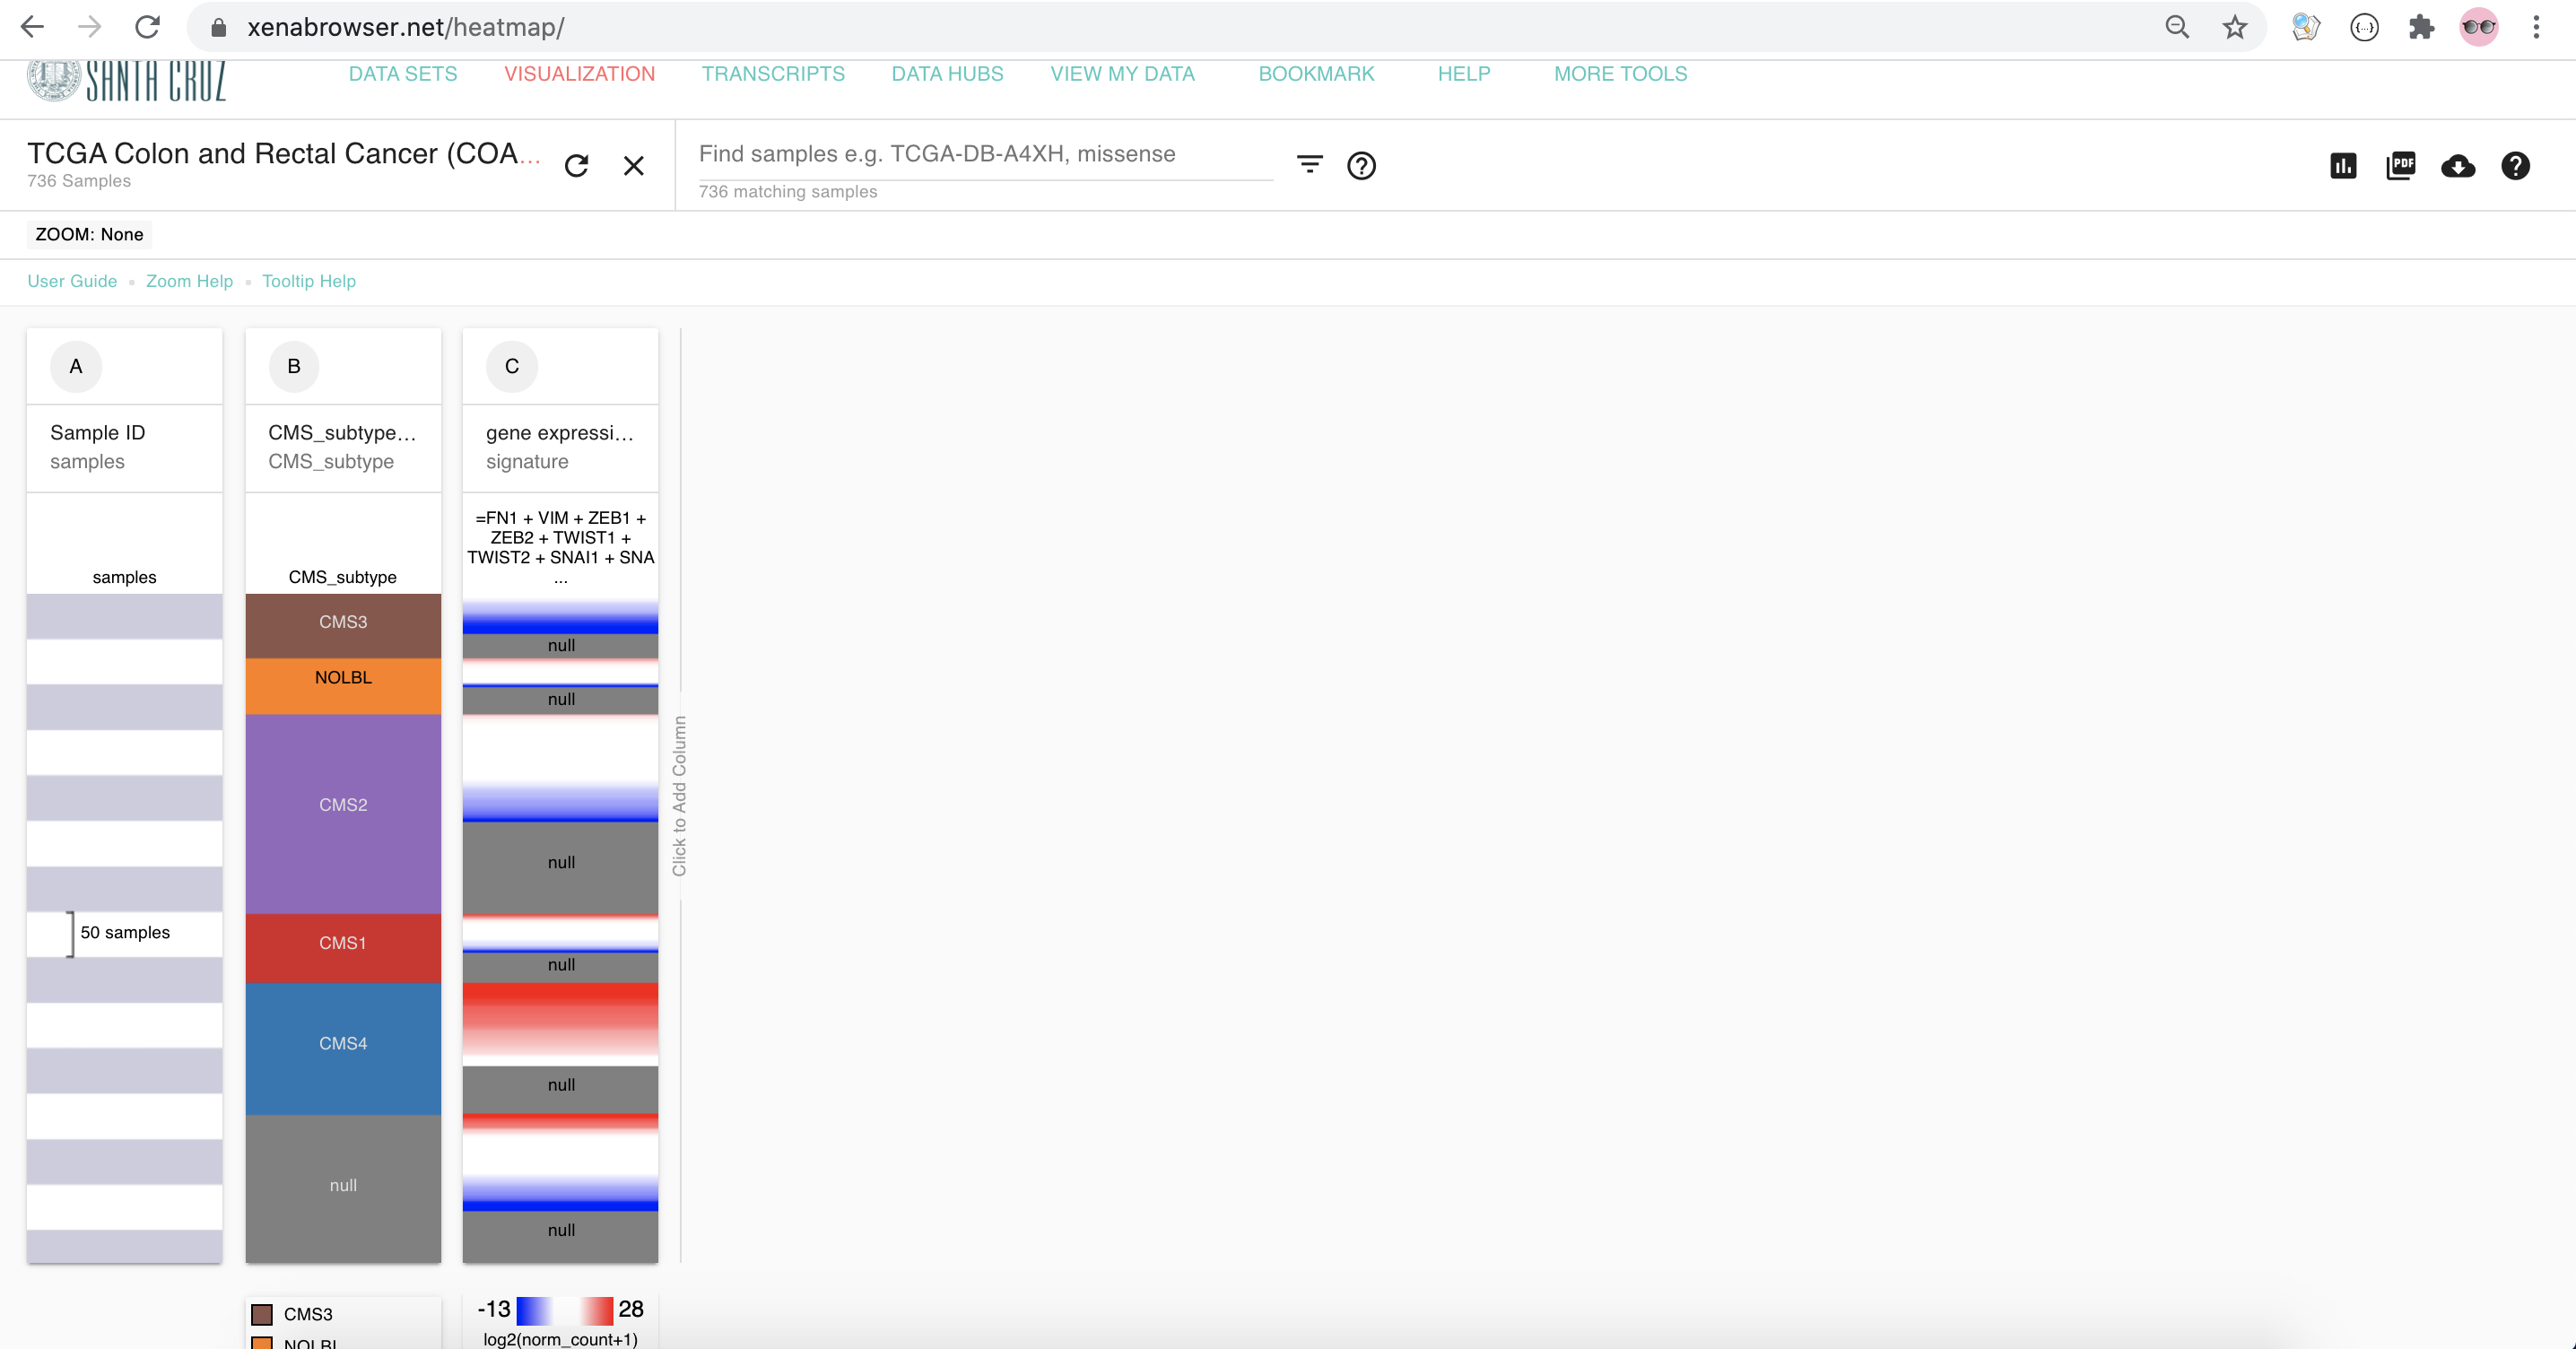 xenabrowser.net/heatmap/
SANTA CRUZ
DATA SETS
VISUALIZATION
TRANSCRIPTS
DATA HUBS
VIEW MY DATA
BOOKMARK
HELP
MORE TOOLS
TCGA Colon and Rectal Cancer (COA...
736 Samples
Find samples e.g. TCGA-DB-A4XH, missense
736 matching samples
PDF
ZOOM: None
User Guide
Zoom Help
Tooltip Help
A
Sample ID
samples
samples
50 samples
B
CMS_subtype...
CMS_subtype
CMS_subtype
CMS3
NOLBL
CMS2
CMS1
CMS4
null
CMS3
NOLBL
C
gene expressi...
signature
=FN1 + VIM + ZEB1 +
ZEB2 + TWIST1 +
TWIST2 + SNAI1 + SNA
...
null
null
null
null
null
null
-13 28
log2(norm_count+1)
Click to Add Column